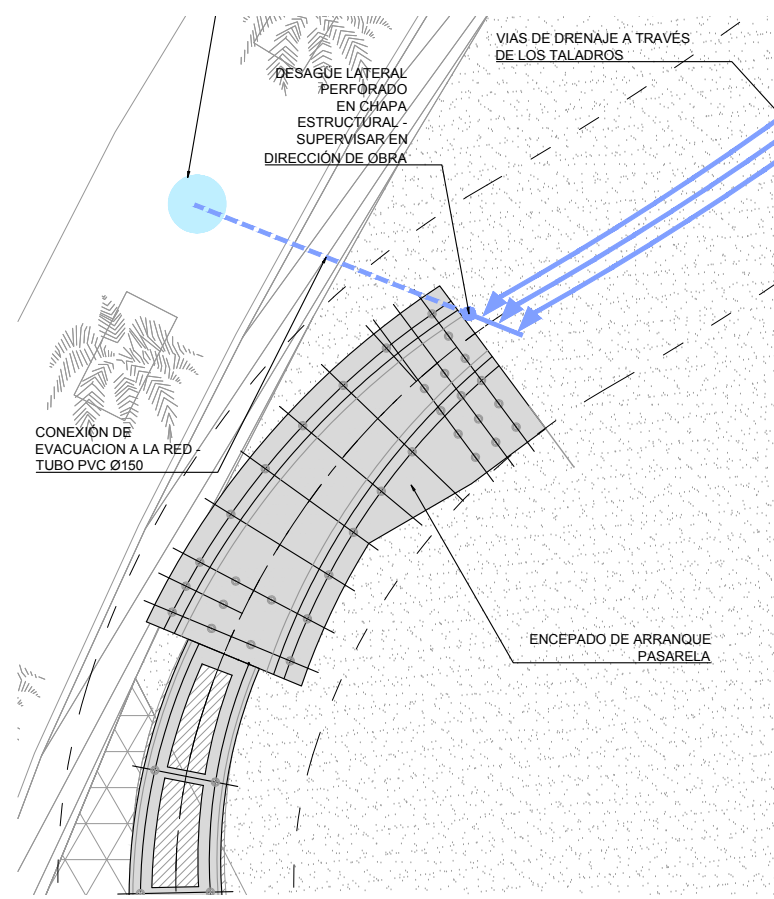 VIAS DE DRENAJE A TRAVÉS
DE LOS TALADROS
DESAGÜE LATERAL
PERFORADO
EN CHAPA
ESTRUCTURAL -
SUPERVISAR EN
DIRECCIÓN DE OBRA
CONEXIÓN DE
EVACUACION A LA RED -
TUBO PVC Ø150
ENCEPADO DE ARRANQUE
PASARELA